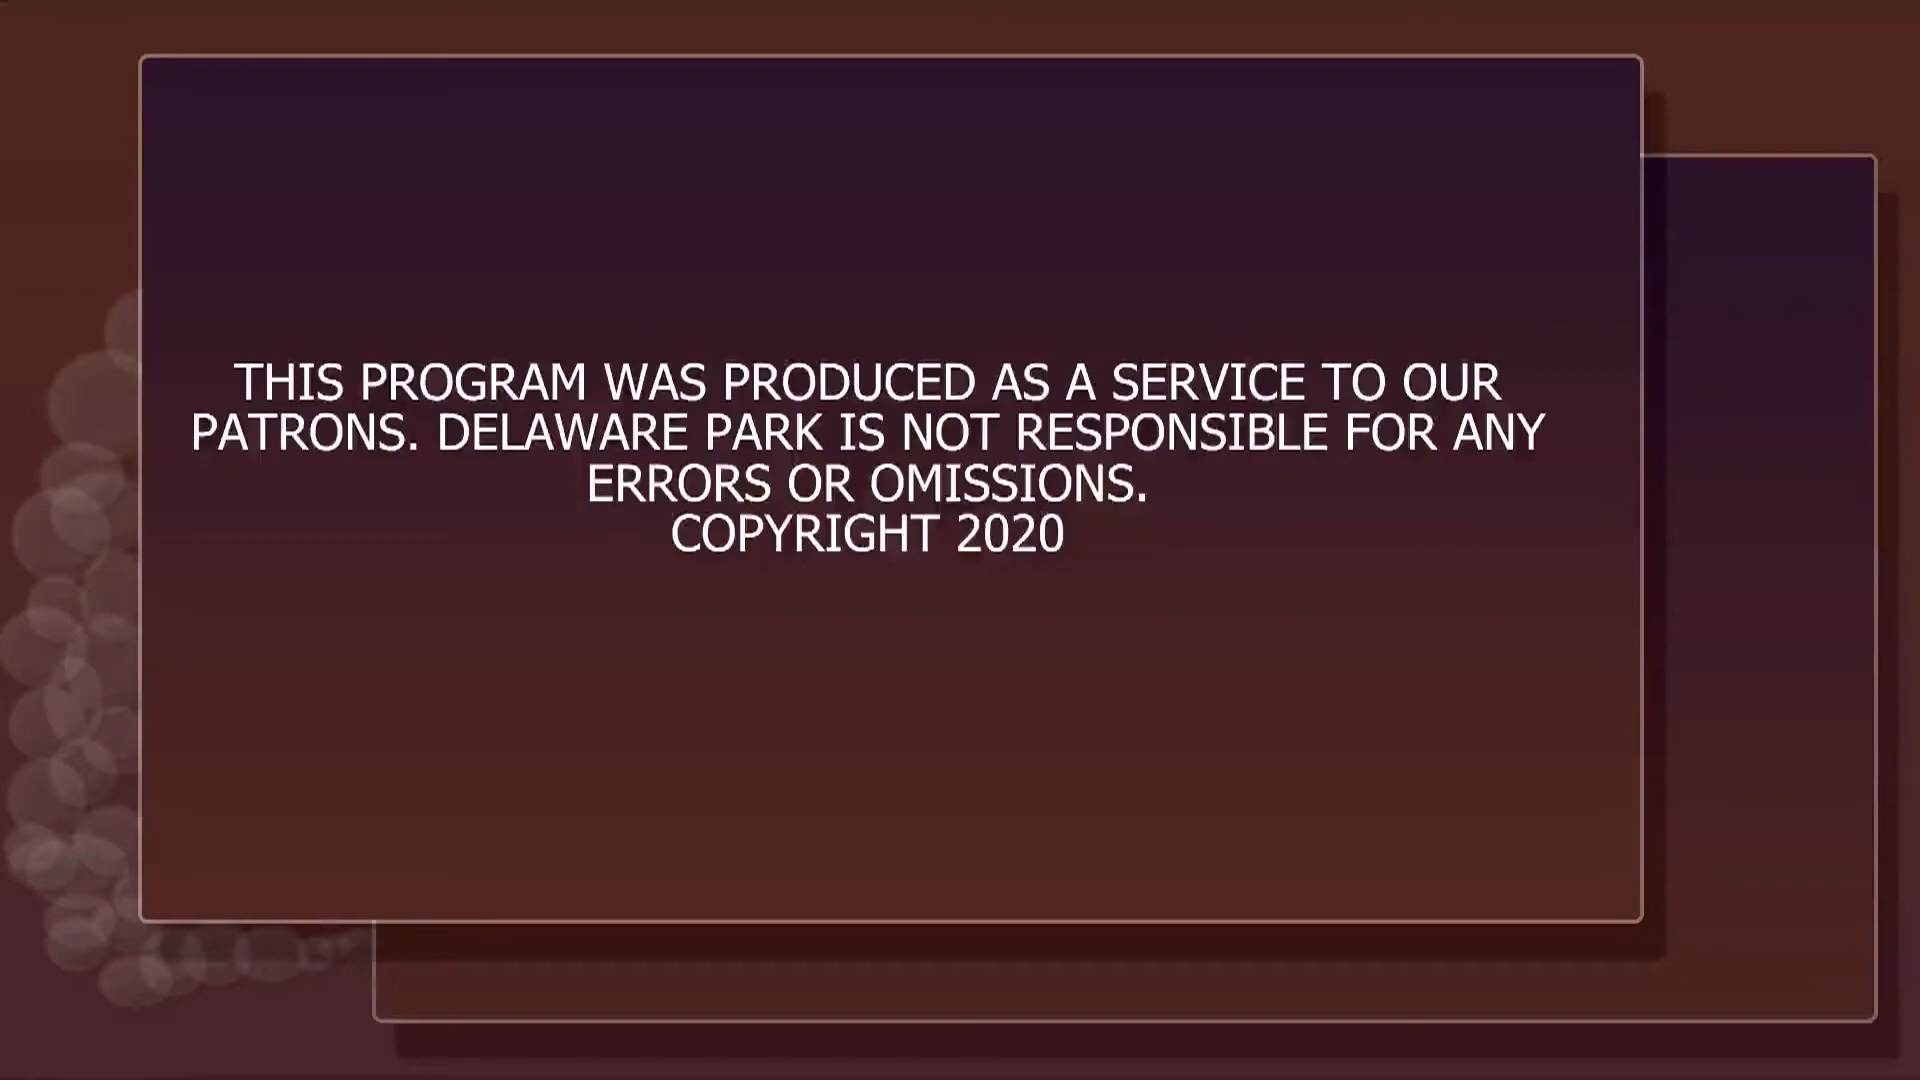 THIS PROGRAM WAS PRODUCED AS A SERVICE TO OUR
PATRONS. DELAWARE PARK IS NOT RESPONSIBLE FOR ANY
ERRORS OR OMISSIONS.
COPYRIGHT 2020